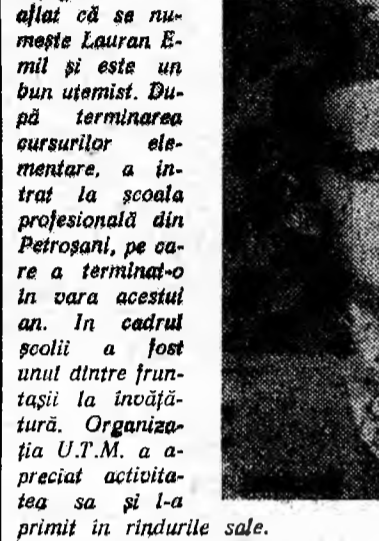 aflat că se nu-
mește Lauran E-
mil și este un
bun utemist. Du-
pă terminarea
cursurilor ele-
mentare, a in-
trat la școala
profesională din
Petroșani, pe ca-
re a terminat-o
în vara acestui
an. In cadrul
școlii a fost
unul dintre frun-
tașii la învăță-
tură. Organiza-
ția U.T.M. a a-
preciat activita-
tea sa și l-a
primit în rîndurile sale.